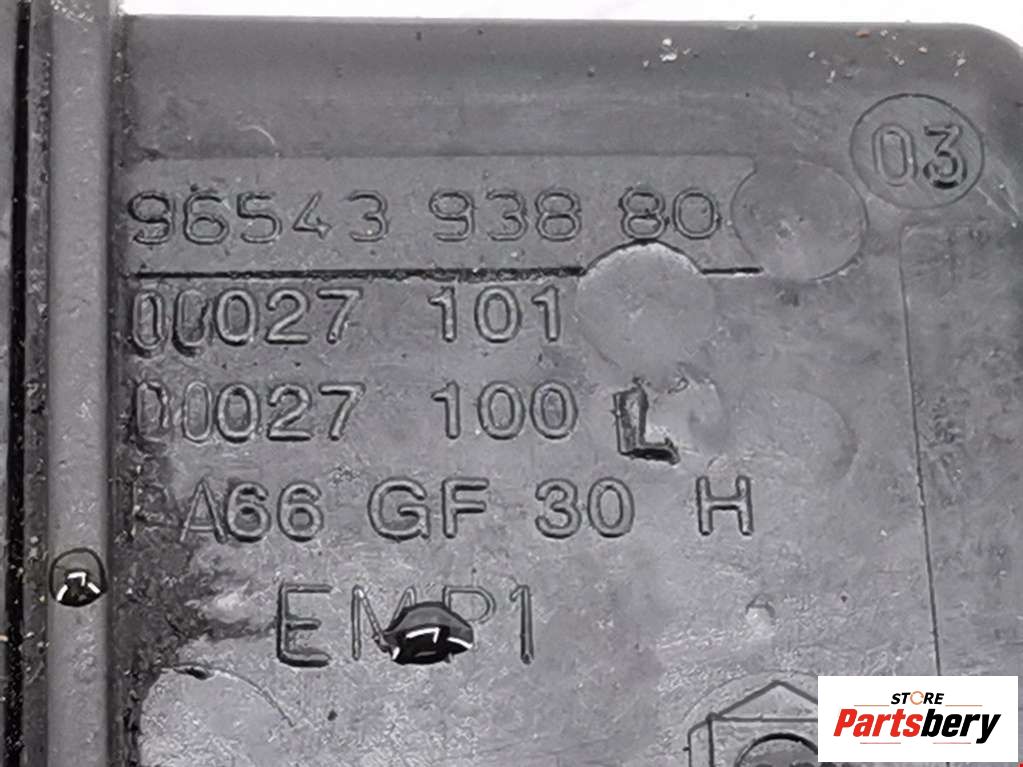 03
96543 938 80
00027 101
00027 100 L
PA66 GF 30 H
EMP1
STORE
Partsbery